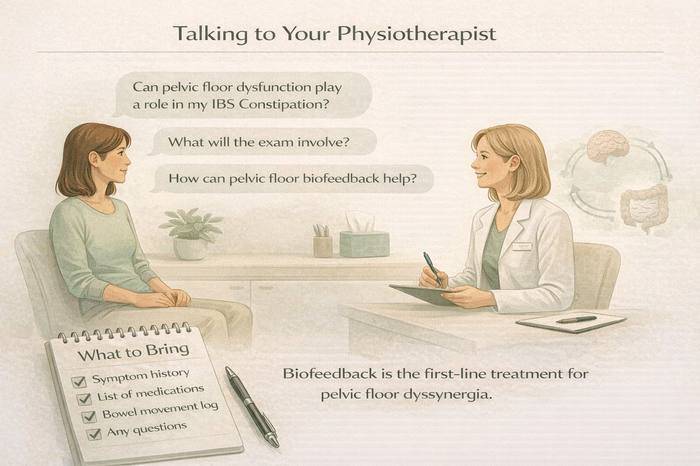 Talking to Your Physiotherapist
Can pelvic floor dysfunction play
a role in my IBS Constipation?
What will the exam involve?
How can pelvic floor biofeedback help?
What to Bring
Symptom history
List of medications
Bowel movement log
Any questions
Biofeedback is the first-line treatment for
pelvic floor dyssynergia.